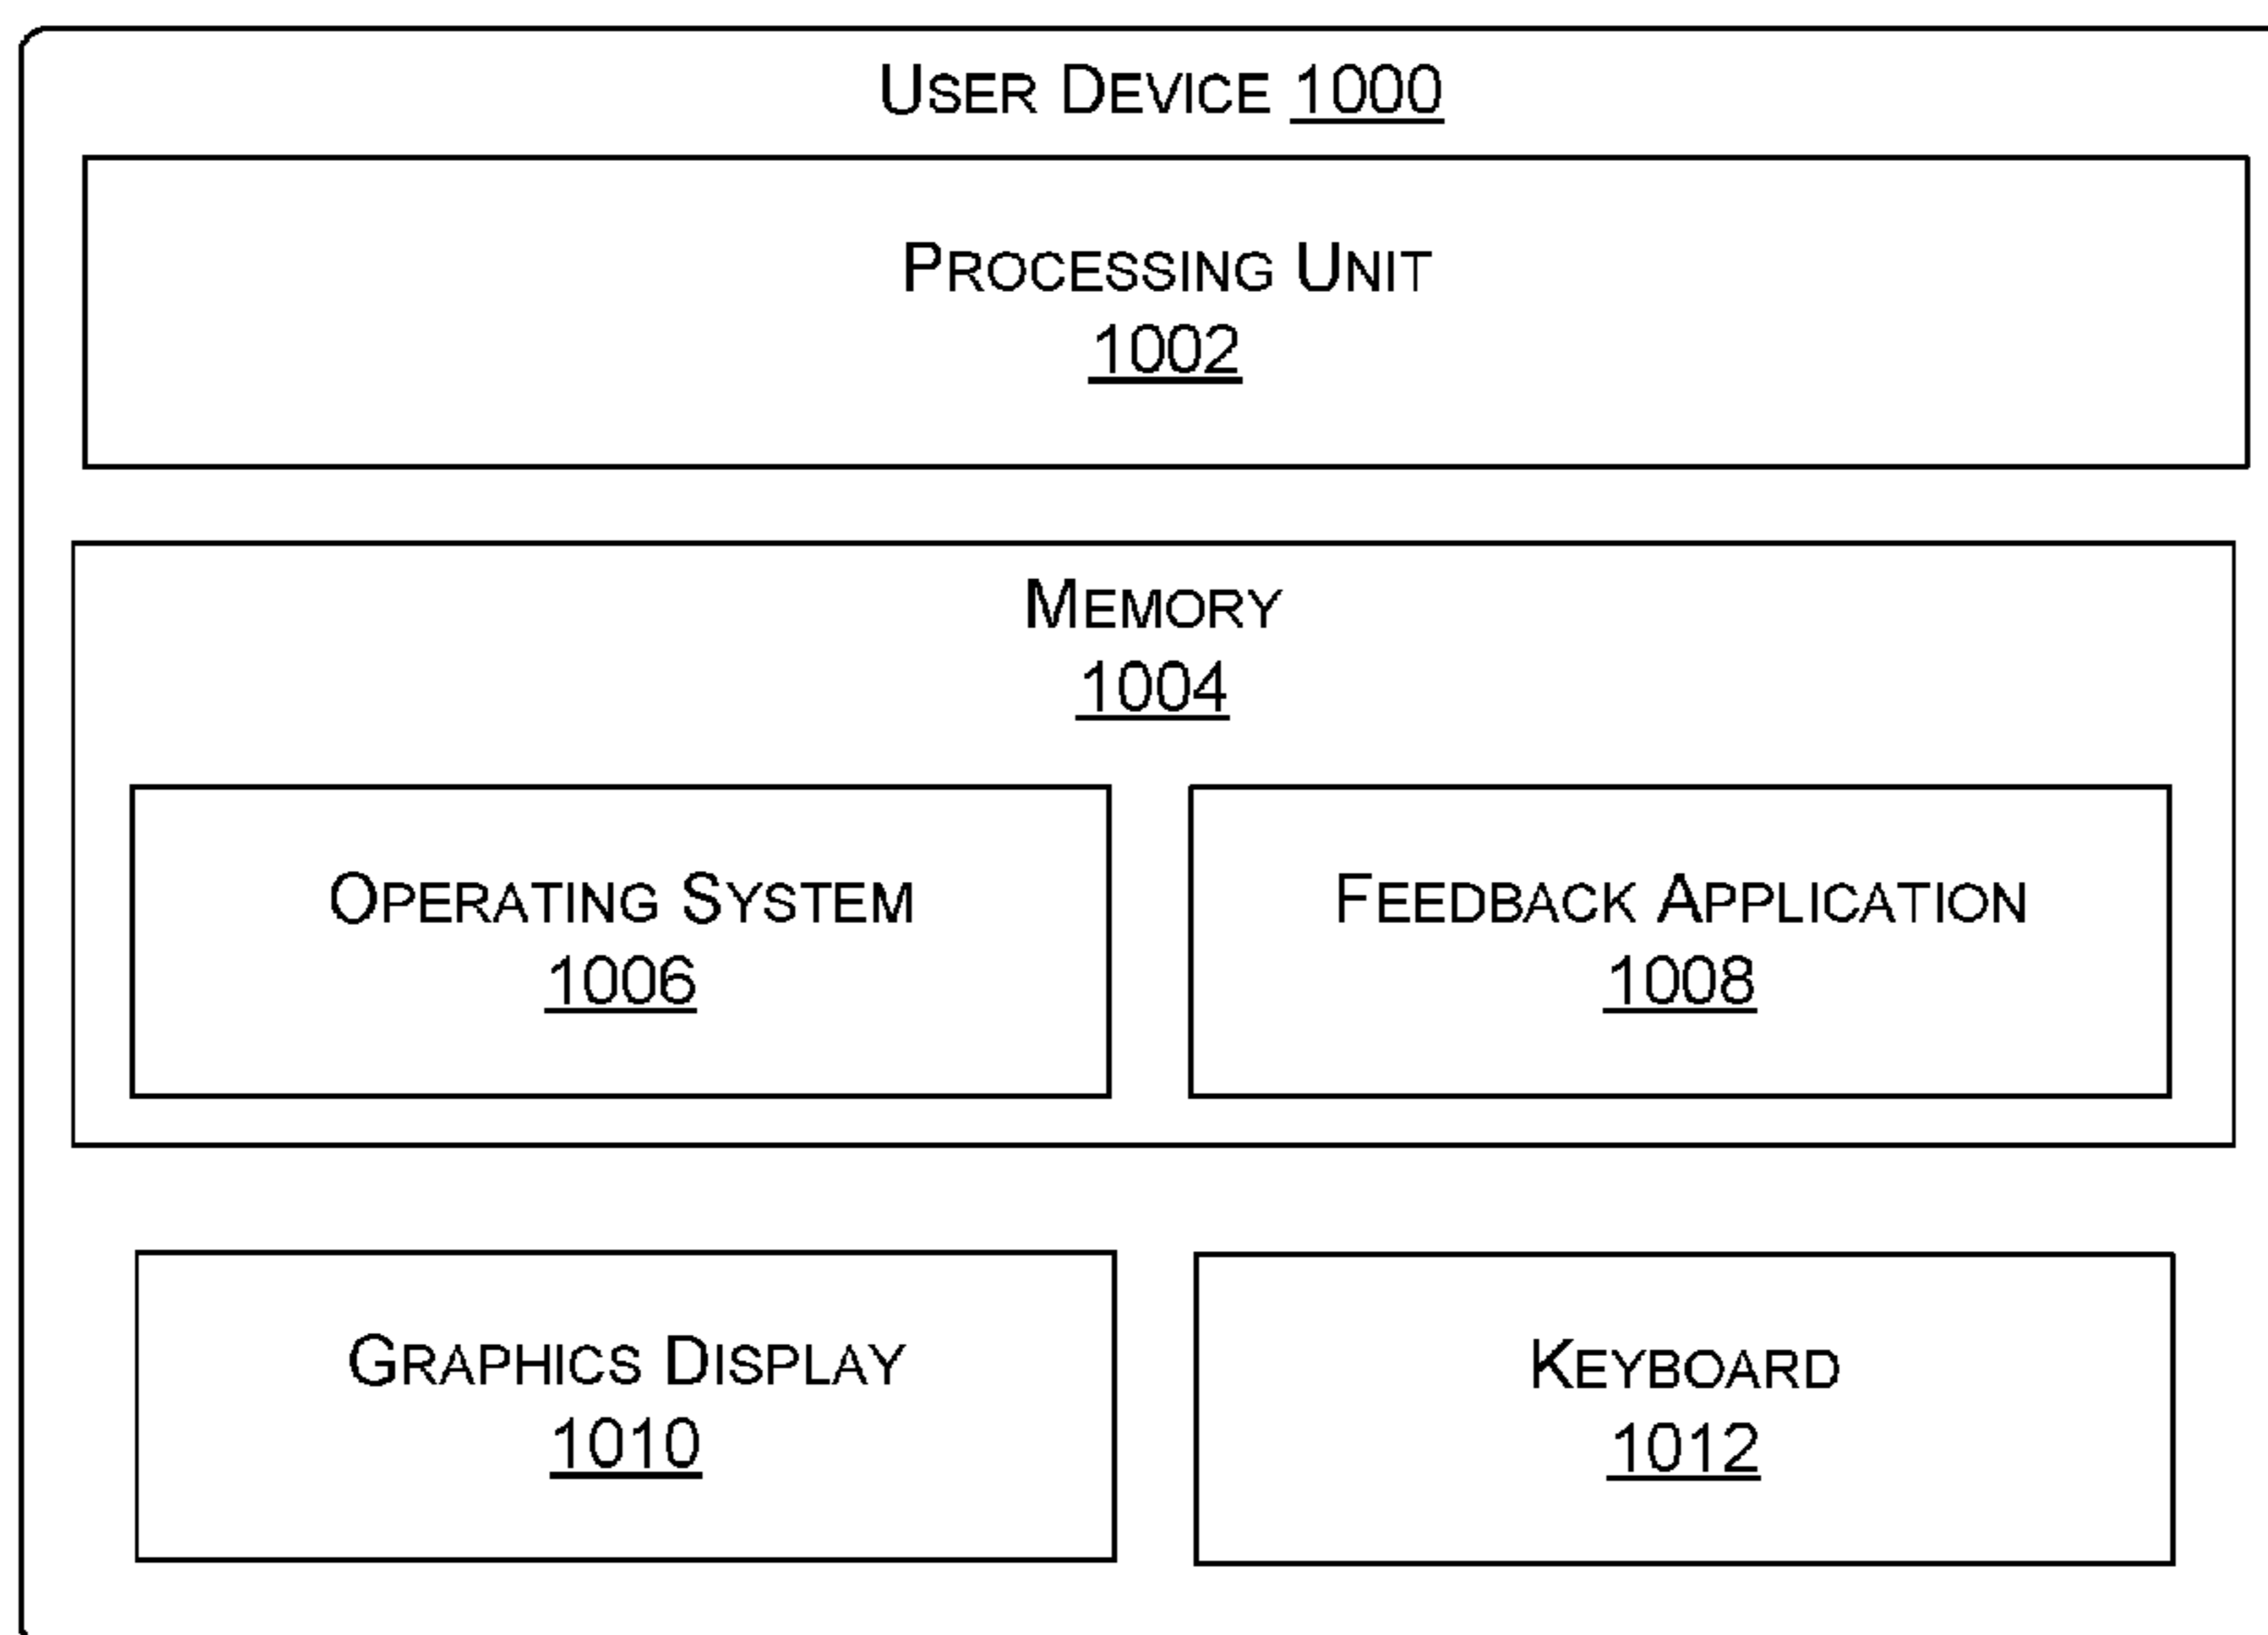 USER DEVICE 1000
PROCESSING UNIT
1002
MEMORY
1004
OPERATING SYSTEM
1006
FEEDBACK APPLICATION
1008
GRAPHICS DISPLAY
1010
KEYBOARD
1012